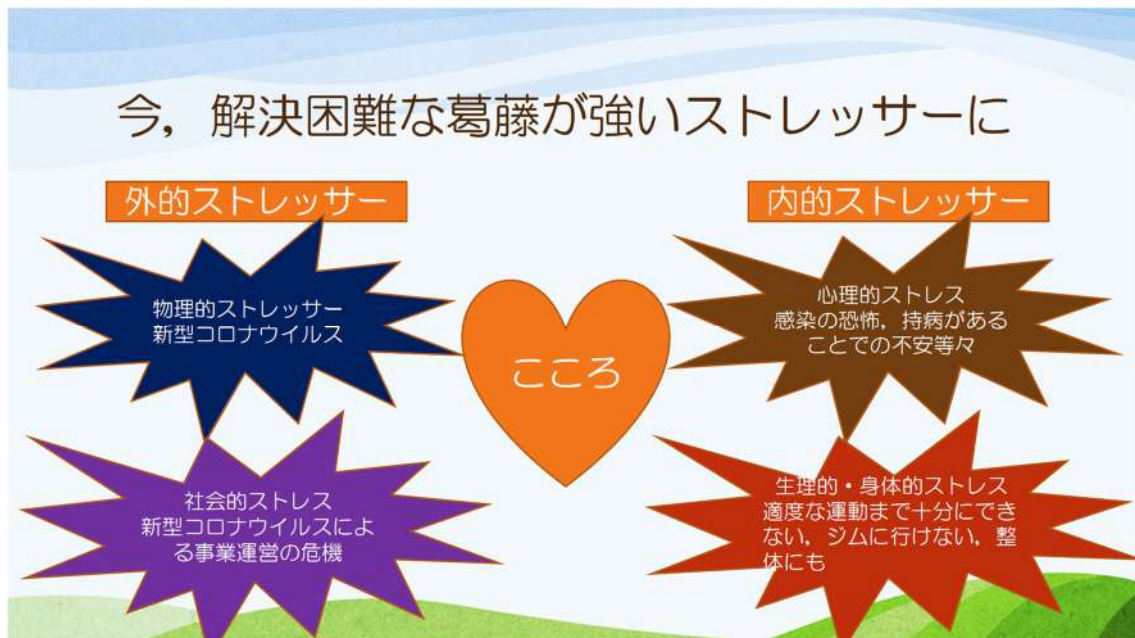 今，解決困難な葛藤が強いストレッサーに
外的ストレッサー
物理的ストレッサー
新型コロナウイルス
社会的ストレス
新型コロナウイルスによ
る事業運営の危機
こころ
内的ストレッサー
心理的ストレス
感染の恐怖，持病がある
ことでの不安等々
生理的・身体的ストレス
適度な運動まで十分にでき
ない，ジムに行けない，整
体にも